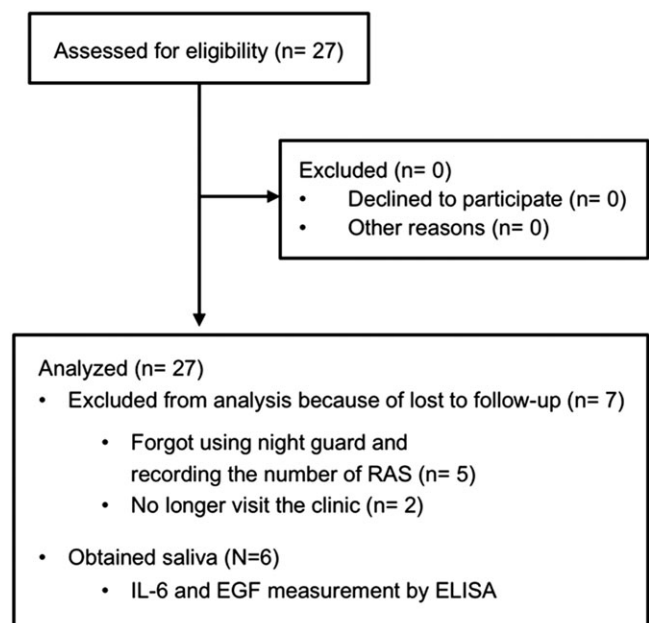 Assessed for eligibility (n= 27)
Excluded (n= 0)
• Declined to participate (n= 0)
• Other reasons (n= 0)
Analyzed (n= 27)
• Excluded from analysis because of lost to follow-up (n= 7)
• Forgot using night guard and
recording the number of RAS (n= 5)
• No longer visit the clinic (n= 2)
• Obtained saliva (N=6)
• IL-6 and EGF measurement by ELISA